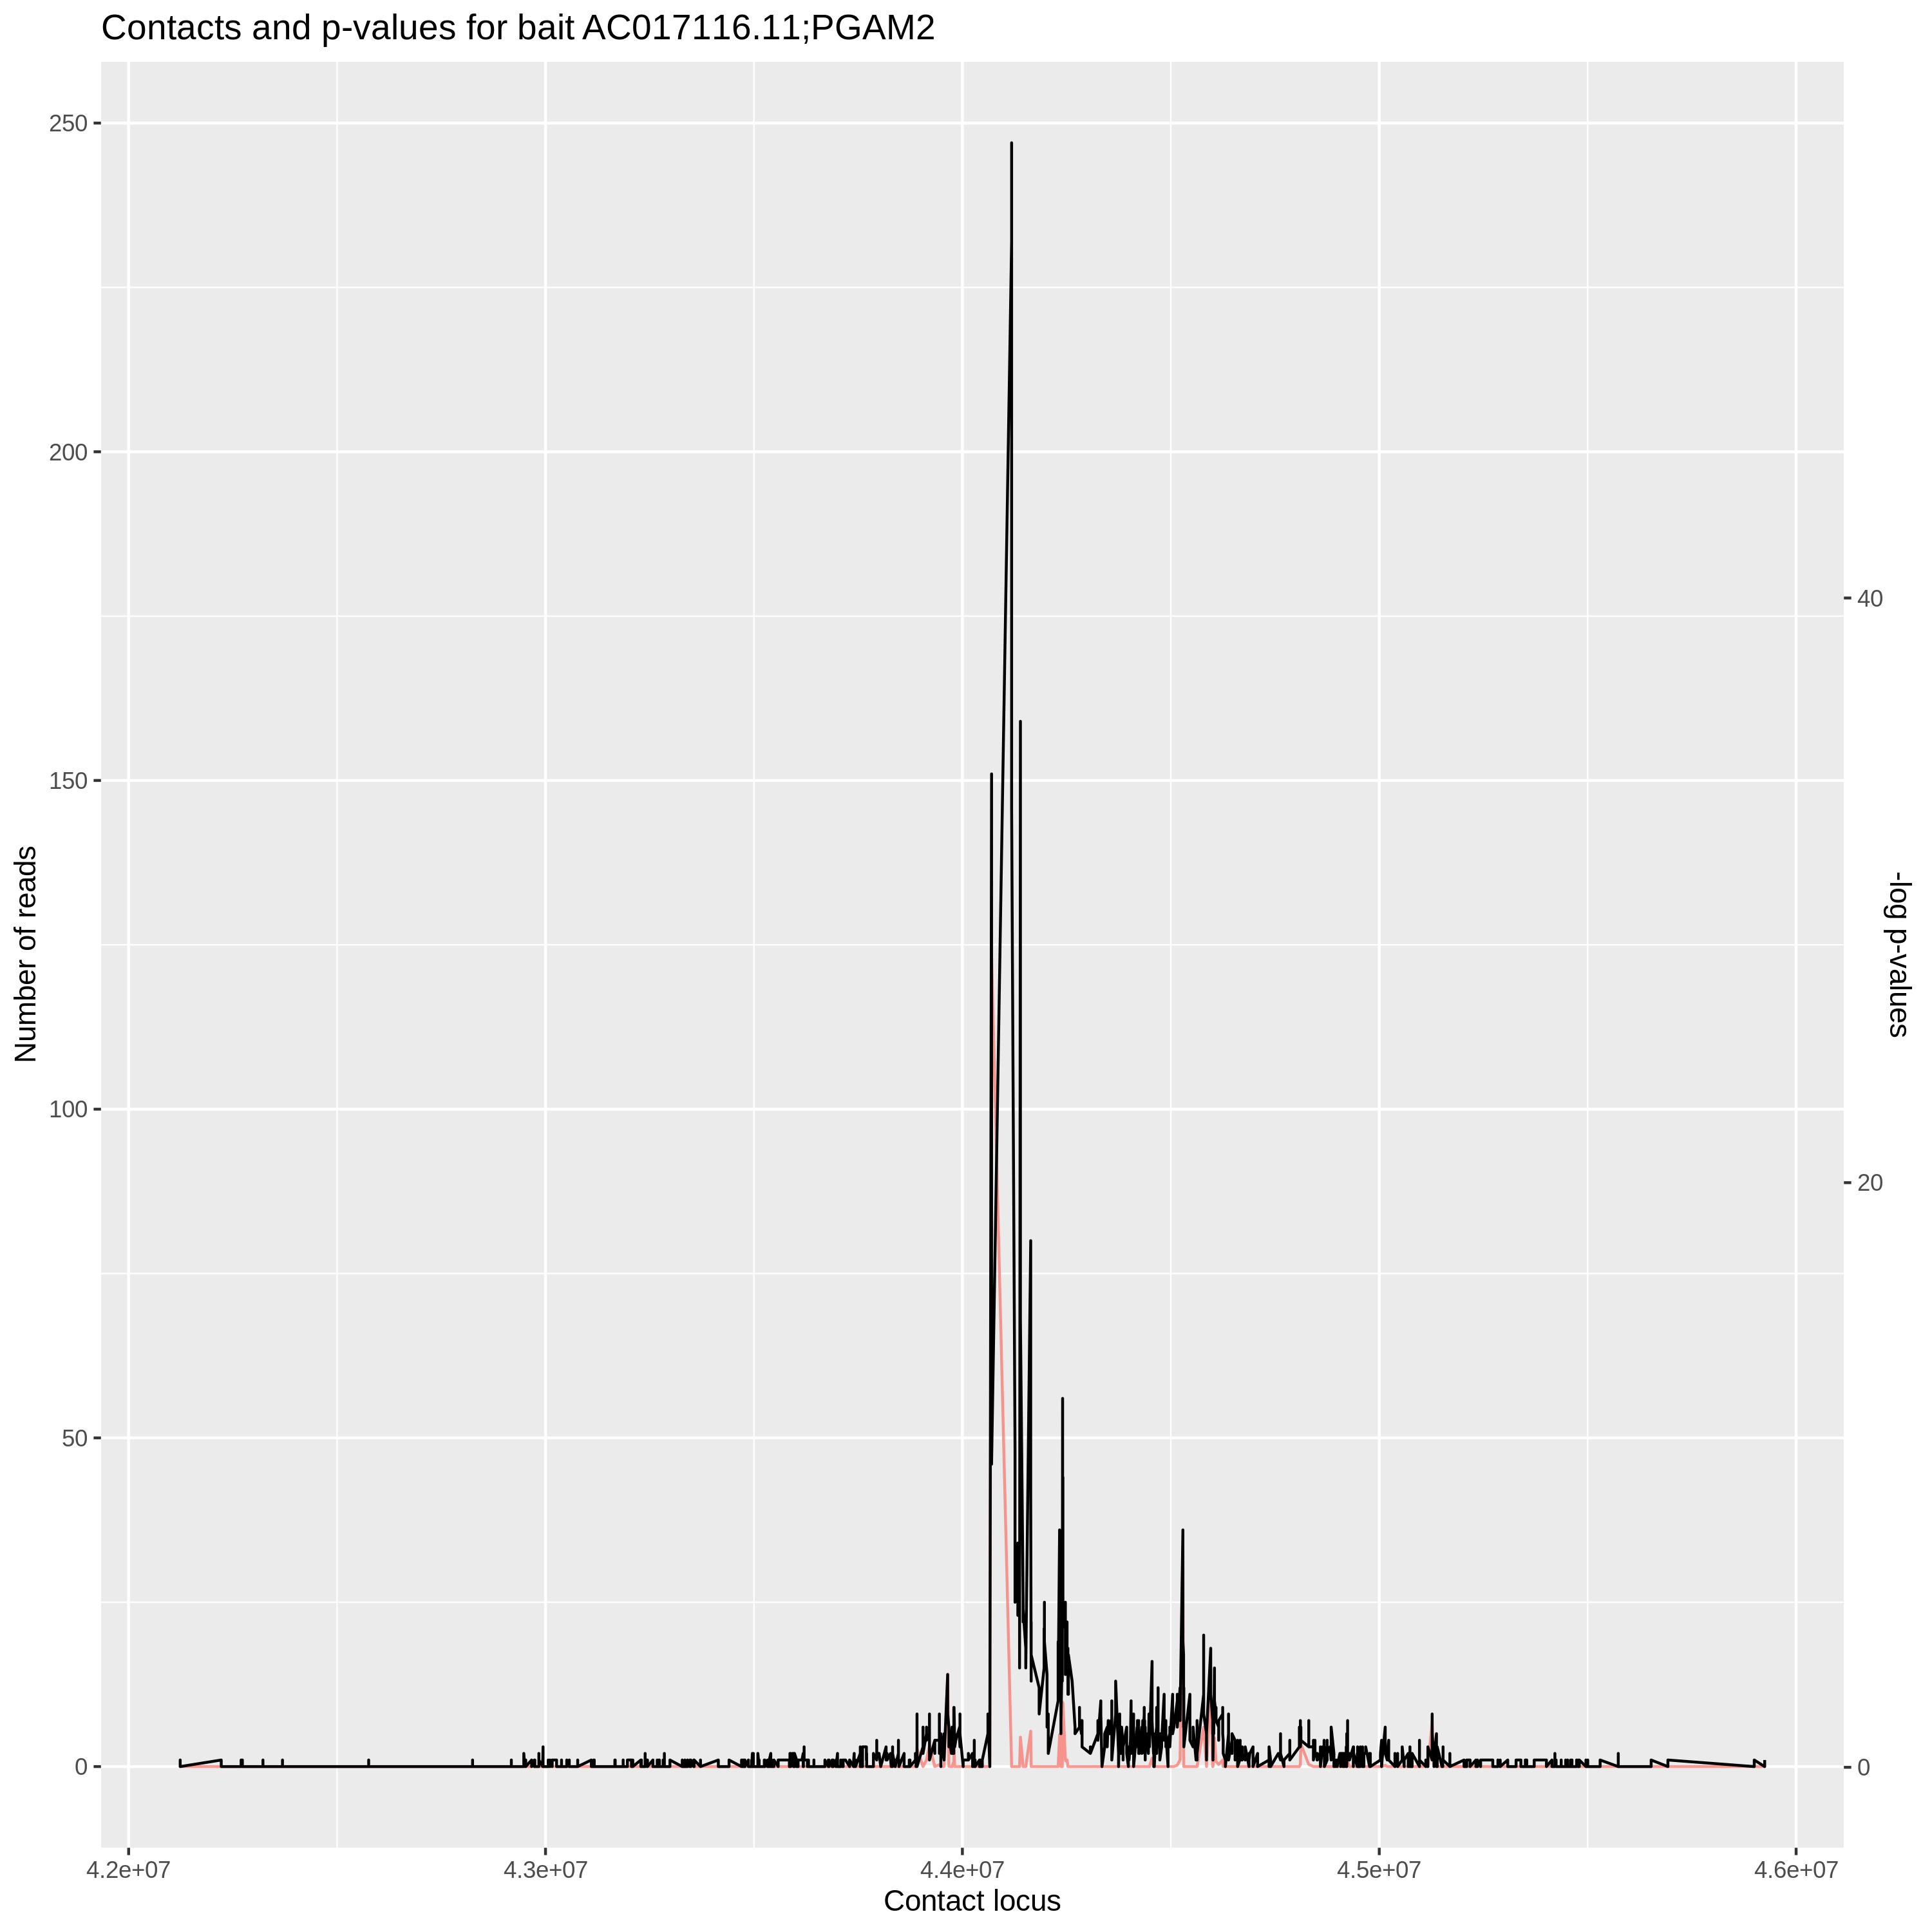 Contacts and p-values for bait AC017116.11;PGAM2
250
200
150
100
50
0
Number of reads
40
20
0
-log p-values
4.2e+07 4.3e+07 4.4e+07 4.5e+07 4.6e+07
Contact locus